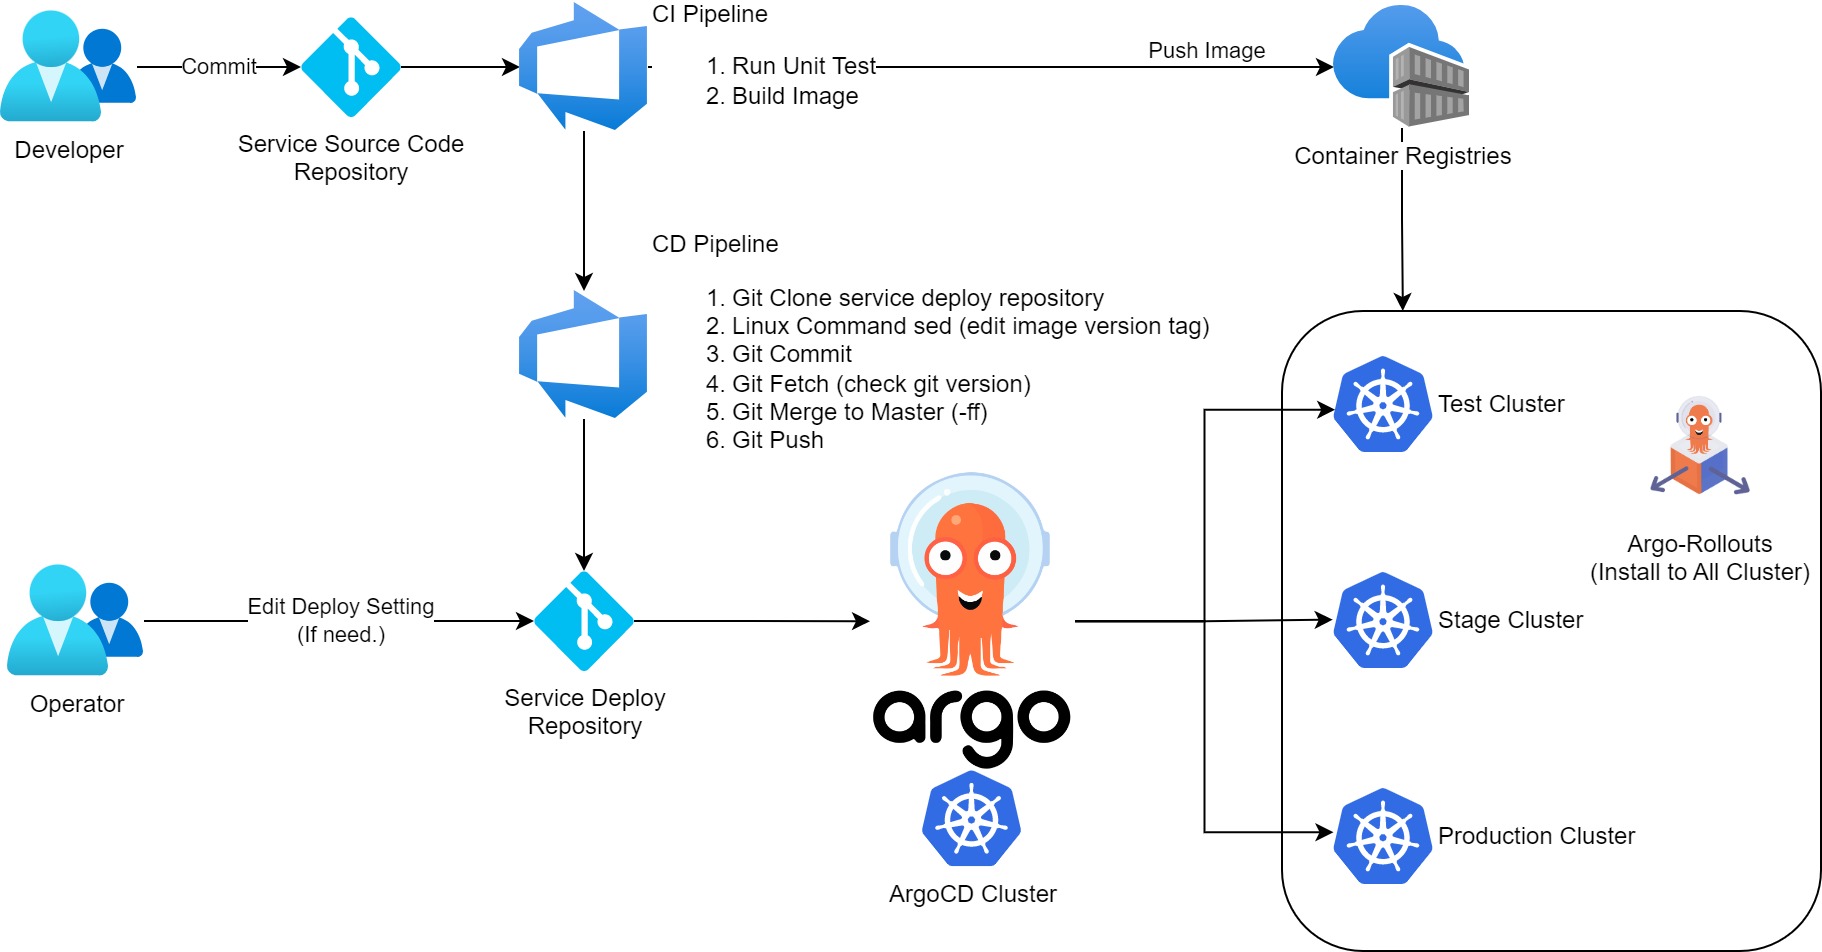 CI Pipeline
1. Run Unit Test
2. Build Image
Commit
Push Image
Developer
Service Source Code
Repository
Container Registries
CD Pipeline
1. Git Clone service deploy repository
2. Linux Command sed (edit image version tag)
3. Git Commit
4. Git Fetch (check git version)
5. Git Merge to Master (-ff)
6. Git Push
Test Cluster
Argo-Rollouts
(Install to All Cluster)
Edit Deploy Setting
(If need.)
Stage Cluster
Operator
Service Deploy
Repository
argo
Production Cluster
ArgoCD Cluster